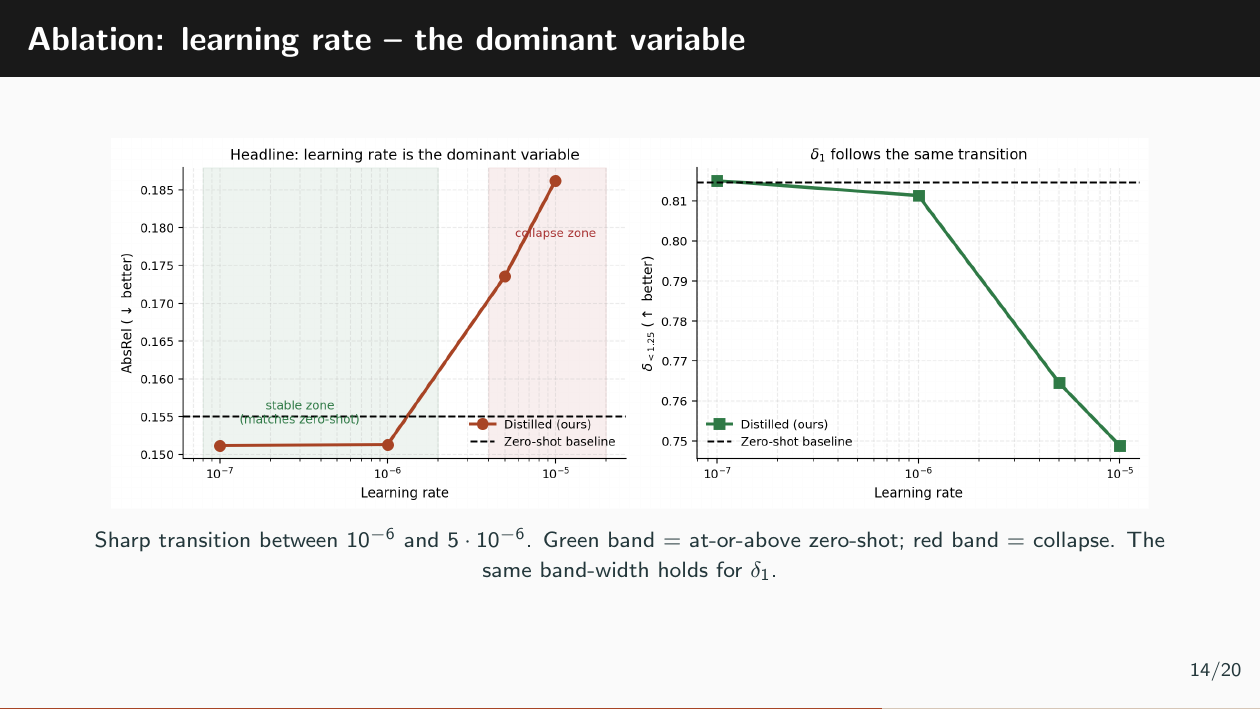 Ablation: learning rate – the dominant variable
Headline: learning rate is the dominant variable
AbsRel (↓ better)
0.185
0.180
0.175
0.170
0.165
0.160
0.155
0.150
collapse zone
stable zone
(matches zero-shot)
Distilled (ours)
Zero-shot baseline
10⁻⁷ 10⁻⁶ 10⁻⁵
Learning rate
δ₁ follows the same transition
δ<1.25 (↑ better)
0.81
0.80
0.79
0.78
0.77
0.76
0.75
Distilled (ours)
Zero-shot baseline
10⁻⁷ 10⁻⁶ 10⁻⁵
Learning rate
Sharp transition between 10⁻⁶ and 5 · 10⁻⁶. Green band = at-or-above zero-shot; red band = collapse. The
same band-width holds for δ₁.
14/20